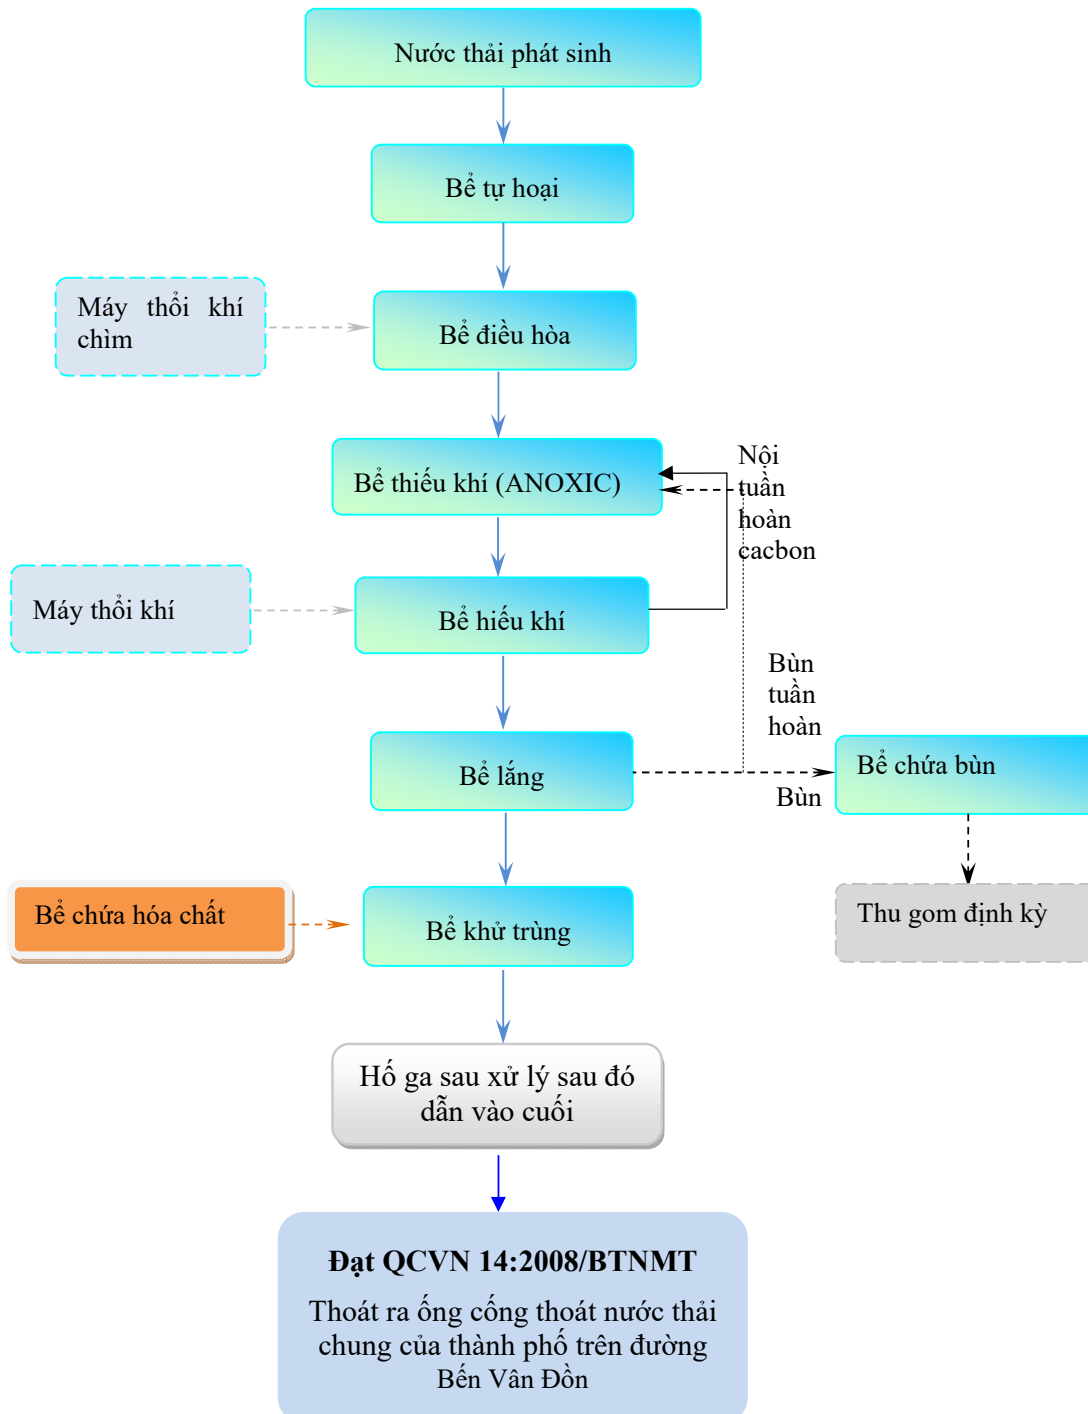 Nước thải phát sinh
Bể tự hoại
Máy thổi khí
chìm
Bể điều hòa
Nội
tuần
hoàn
cacbon
Bể thiếu khí (ANOXIC)
Máy thổi khí
Bể hiếu khí
Bùn
tuần
hoàn
Bể lắng
Bể chứa bùn
Bùn
Bể chứa hóa chất
Bể khử trùng
Thu gom định kỳ
Hố ga sau xử lý sau đó
dẫn vào cuối
Đạt QCVN 14:2008/BTNMT
Thoát ra ống cống thoát nước thải
chung của thành phố trên đường
Bến Vân Đồn